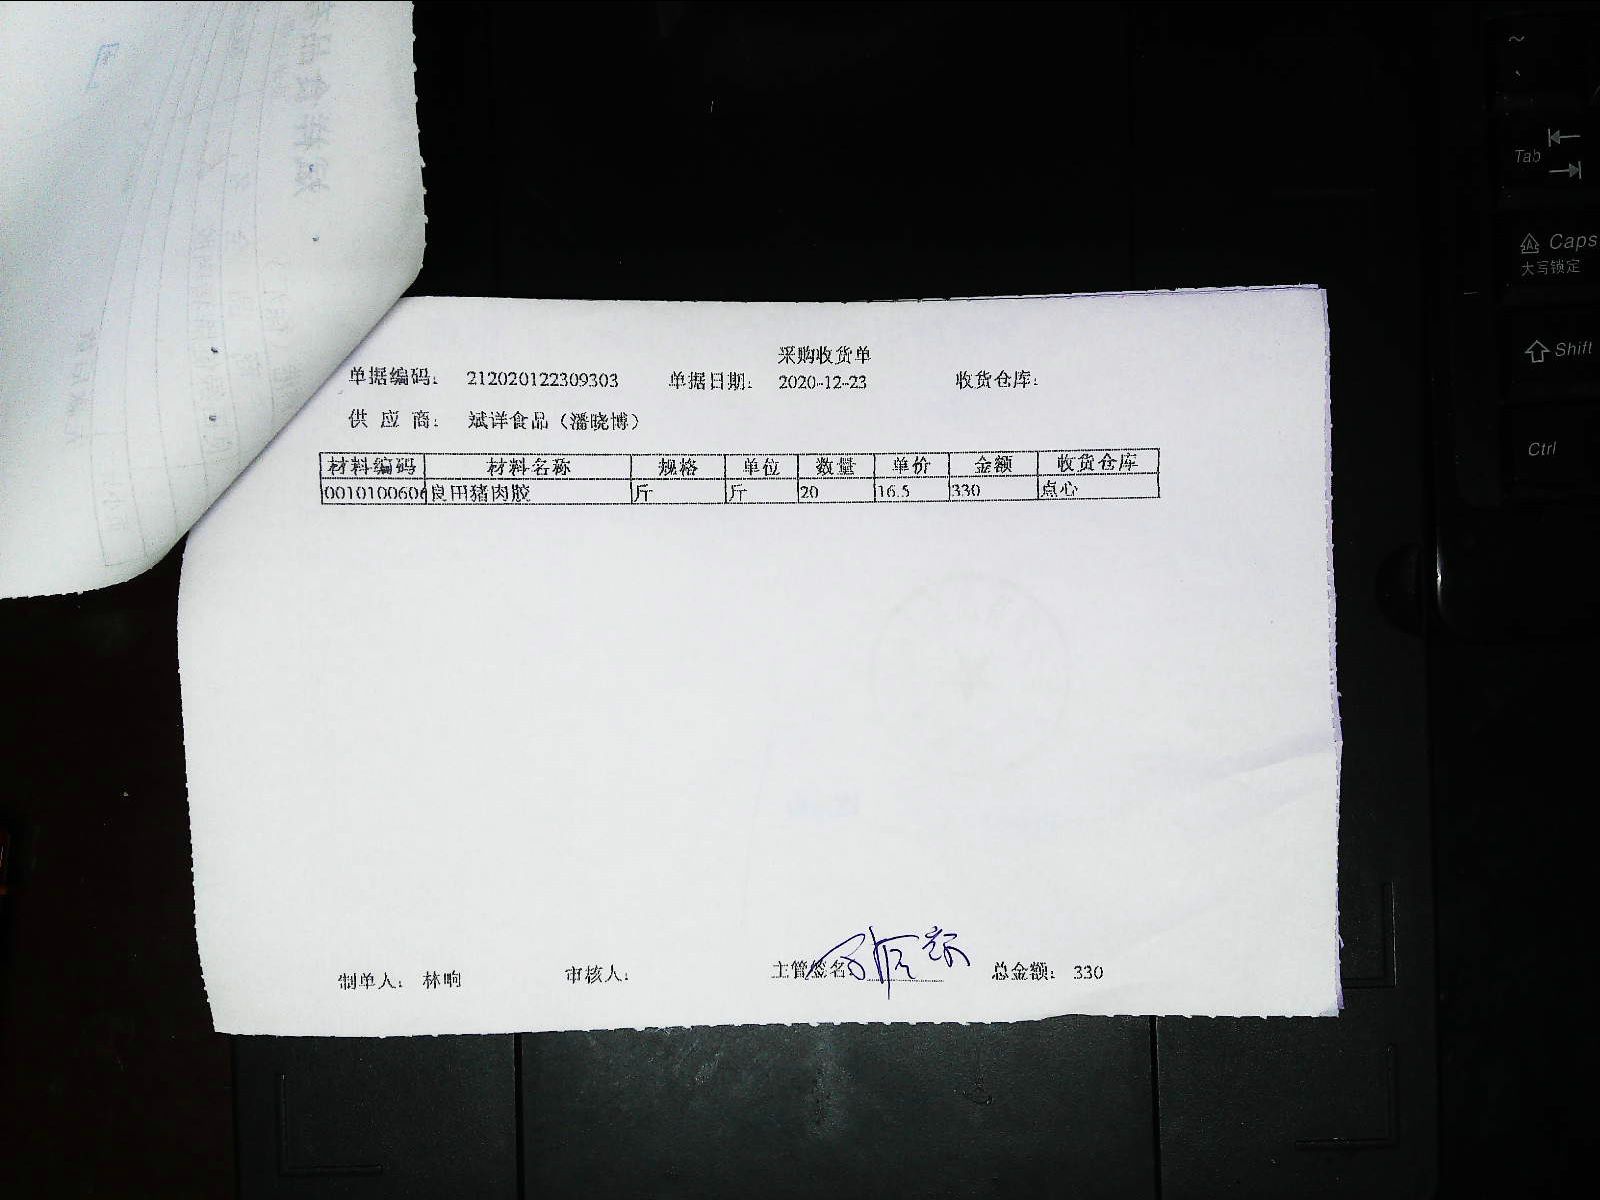 采购收货单
单据编码： 212020122309303 单据日期： 2020-12-23 收货仓库：
供 应 商： 斌详食品（潘晓博）
材料编码 材料名称 规格 单位 数量 单价 金额 收货仓库
0010100606 良田猪肉胶 斤 斤 20 16.5 330 点心
制单人： 林晌 审核人： 主管签名： 总金额： 330
~
Tab
Caps
大写锁定
Shift
Ctrl